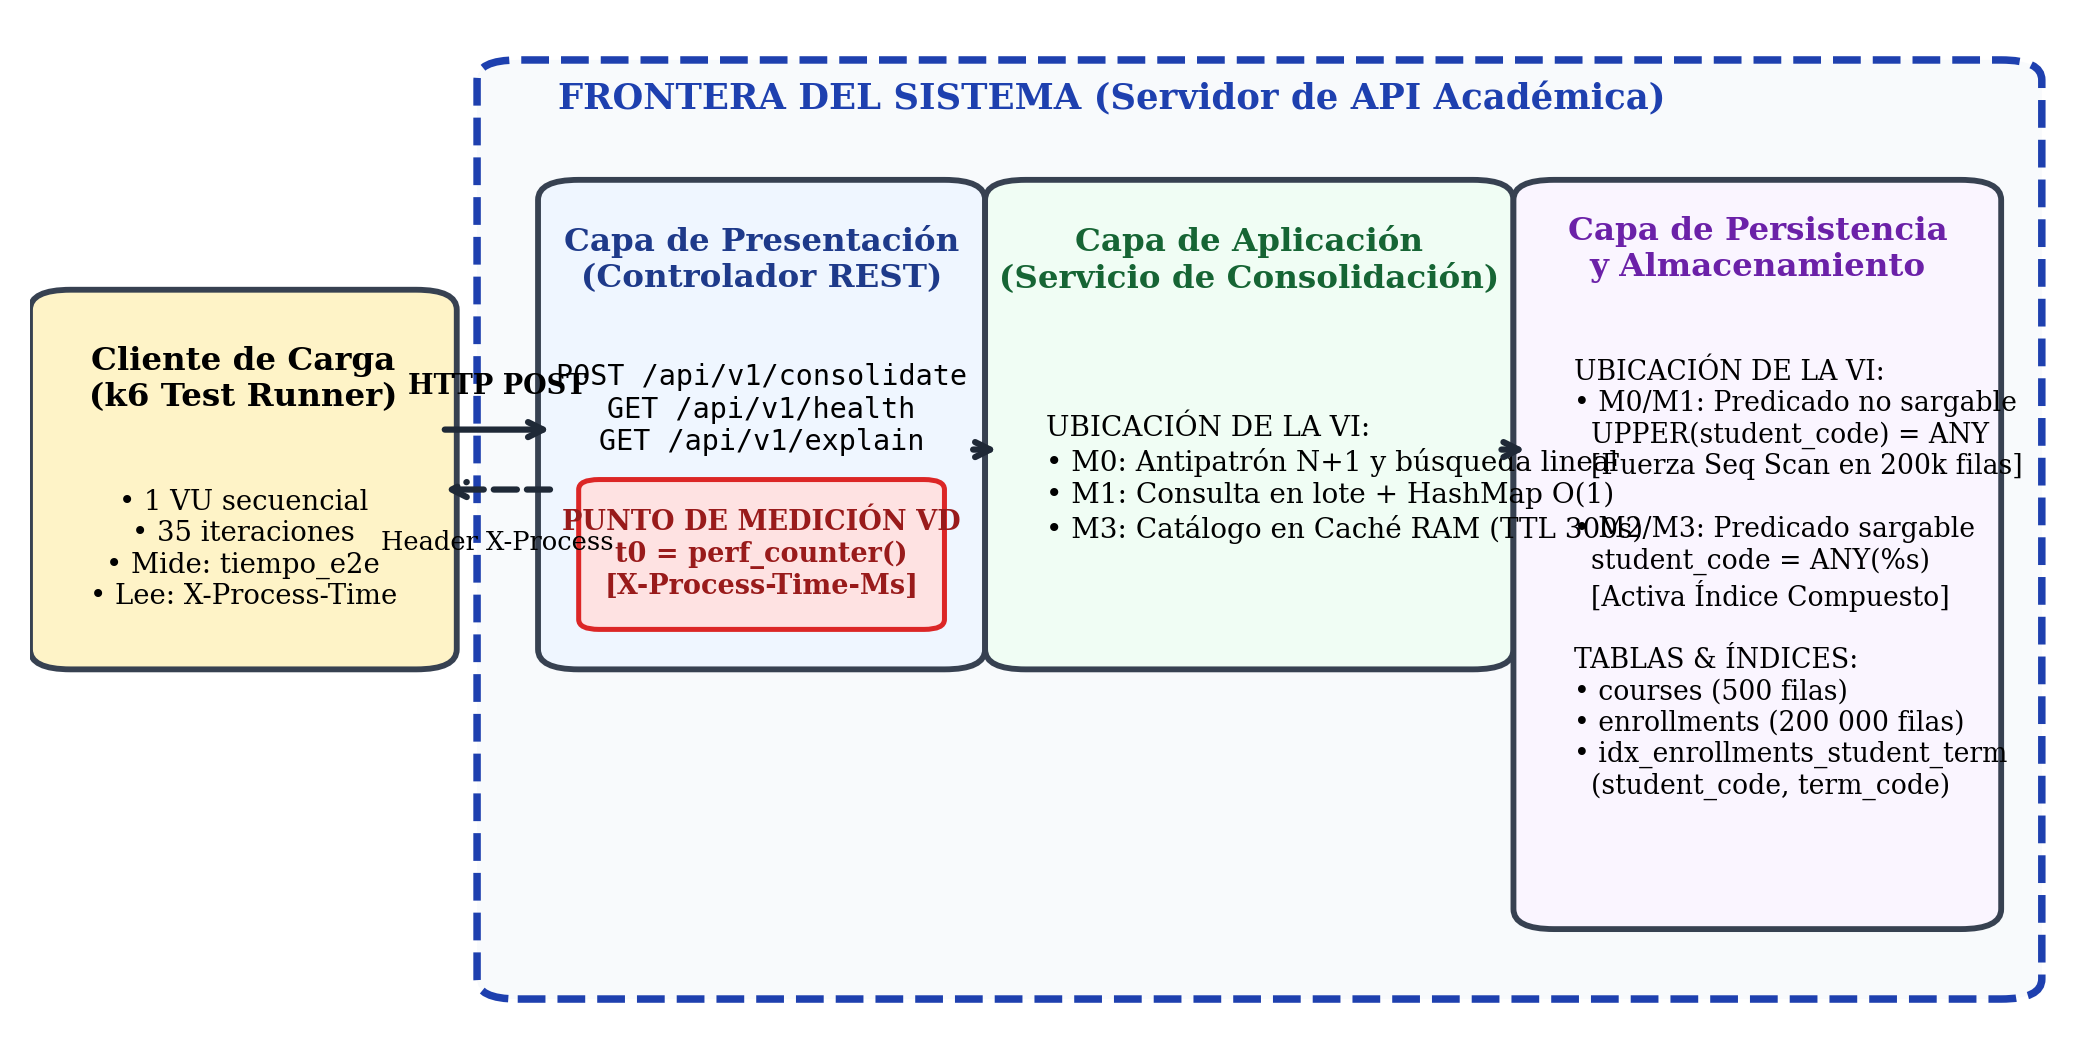 FRONTERA DEL SISTEMA (Servidor de API Académica)
Cliente de Carga
(k6 Test Runner)
• 1 VU secuencial
• 35 iteraciones
• Mide: tiempo_e2e
• Lee: X-Process-Time
HTTP POST
Header X-Process
Capa de Presentación
(Controlador REST)
POST /api/v1/consolidate
GET /api/v1/health
GET /api/v1/explain
PUNTO DE MEDICIÓN VD
t0 = perf_counter()
[X-Process-Time-Ms]
Capa de Aplicación
(Servicio de Consolidación)
UBICACIÓN DE LA VI:
• M0: Antipatrón N+1 y búsqueda lineal
• M1: Consulta en lote + HashMap O(1)
• M3: Catálogo en Caché RAM (TTL 300s)
Capa de Persistencia
y Almacenamiento
UBICACIÓN DE LA VI:
• M0/M1: Predicado no sargable
UPPER(student_code) = ANY
[Fuerza Seq Scan en 200k filas]
• M2/M3: Predicado sargable
student_code = ANY(%s)
[Activa Índice Compuesto]
TABLAS & ÍNDICES:
• courses (500 filas)
• enrollments (200 000 filas)
• idx_enrollments_student_term
(student_code, term_code)